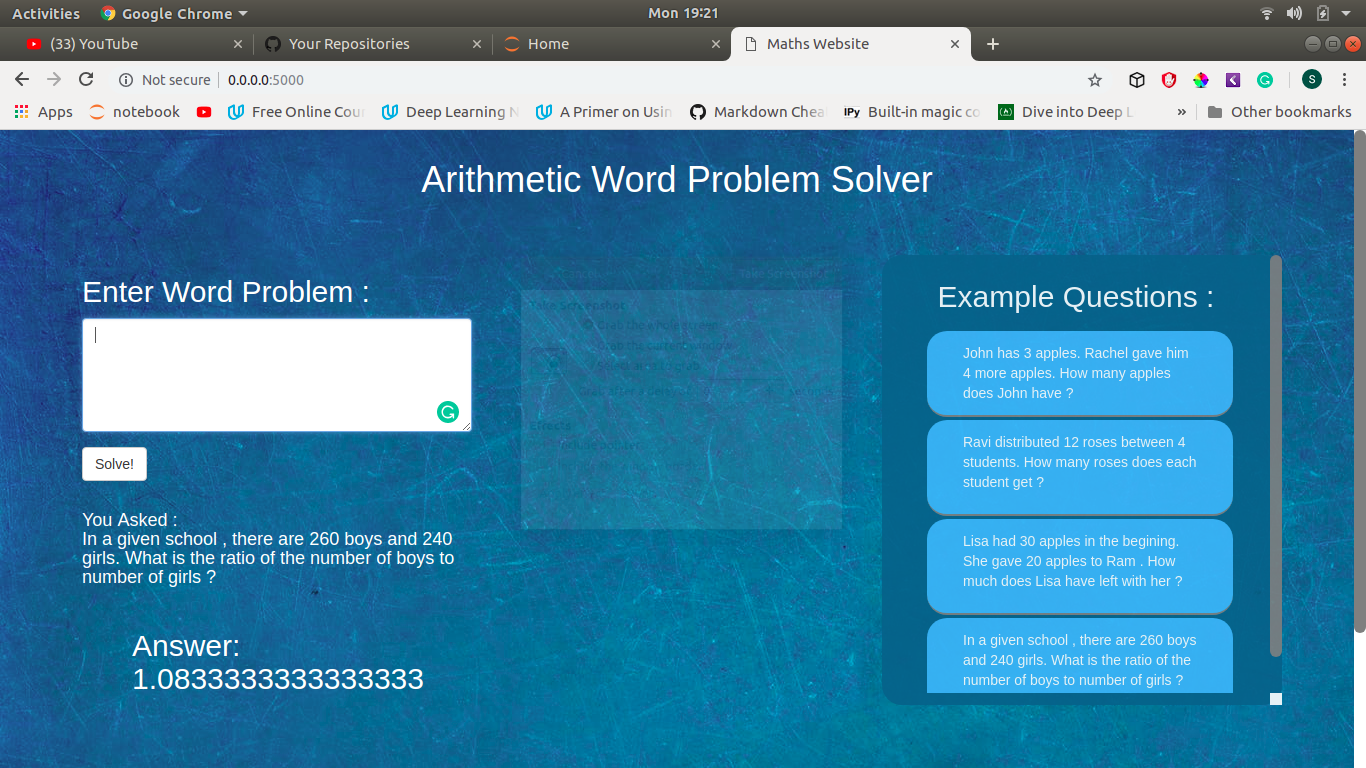 Activities
Google Chrome
Mon 19:21
(33) YouTube
Your Repositories
Home
Maths Website
Not secure
0.0.0.0:5000
S
Apps
notebook
Free Online Cour
Deep Learning N
A Primer on Usin
Markdown Chea
IPy
Built-in magic co
Dive into Deep L
»
Other bookmarks
Arithmetic Word Problem Solver
Enter Word Problem :
Solve!
You Asked :
In a given school , there are 260 boys and 240
girls. What is the ratio of the number of boys to
number of girls ?
Answer:
1.0833333333333333
Take Screenshot
Effects
Example Questions :
John has 3 apples. Rachel gave him
4 more apples. How many apples
does John have ?
Ravi distributed 12 roses between 4
students. How many roses does each
student get ?
Lisa had 30 apples in the begining.
She gave 20 apples to Ram . How
much does Lisa have left with her ?
In a given school , there are 260 boys
and 240 girls. What is the ratio of the
number of boys to number of girls ?